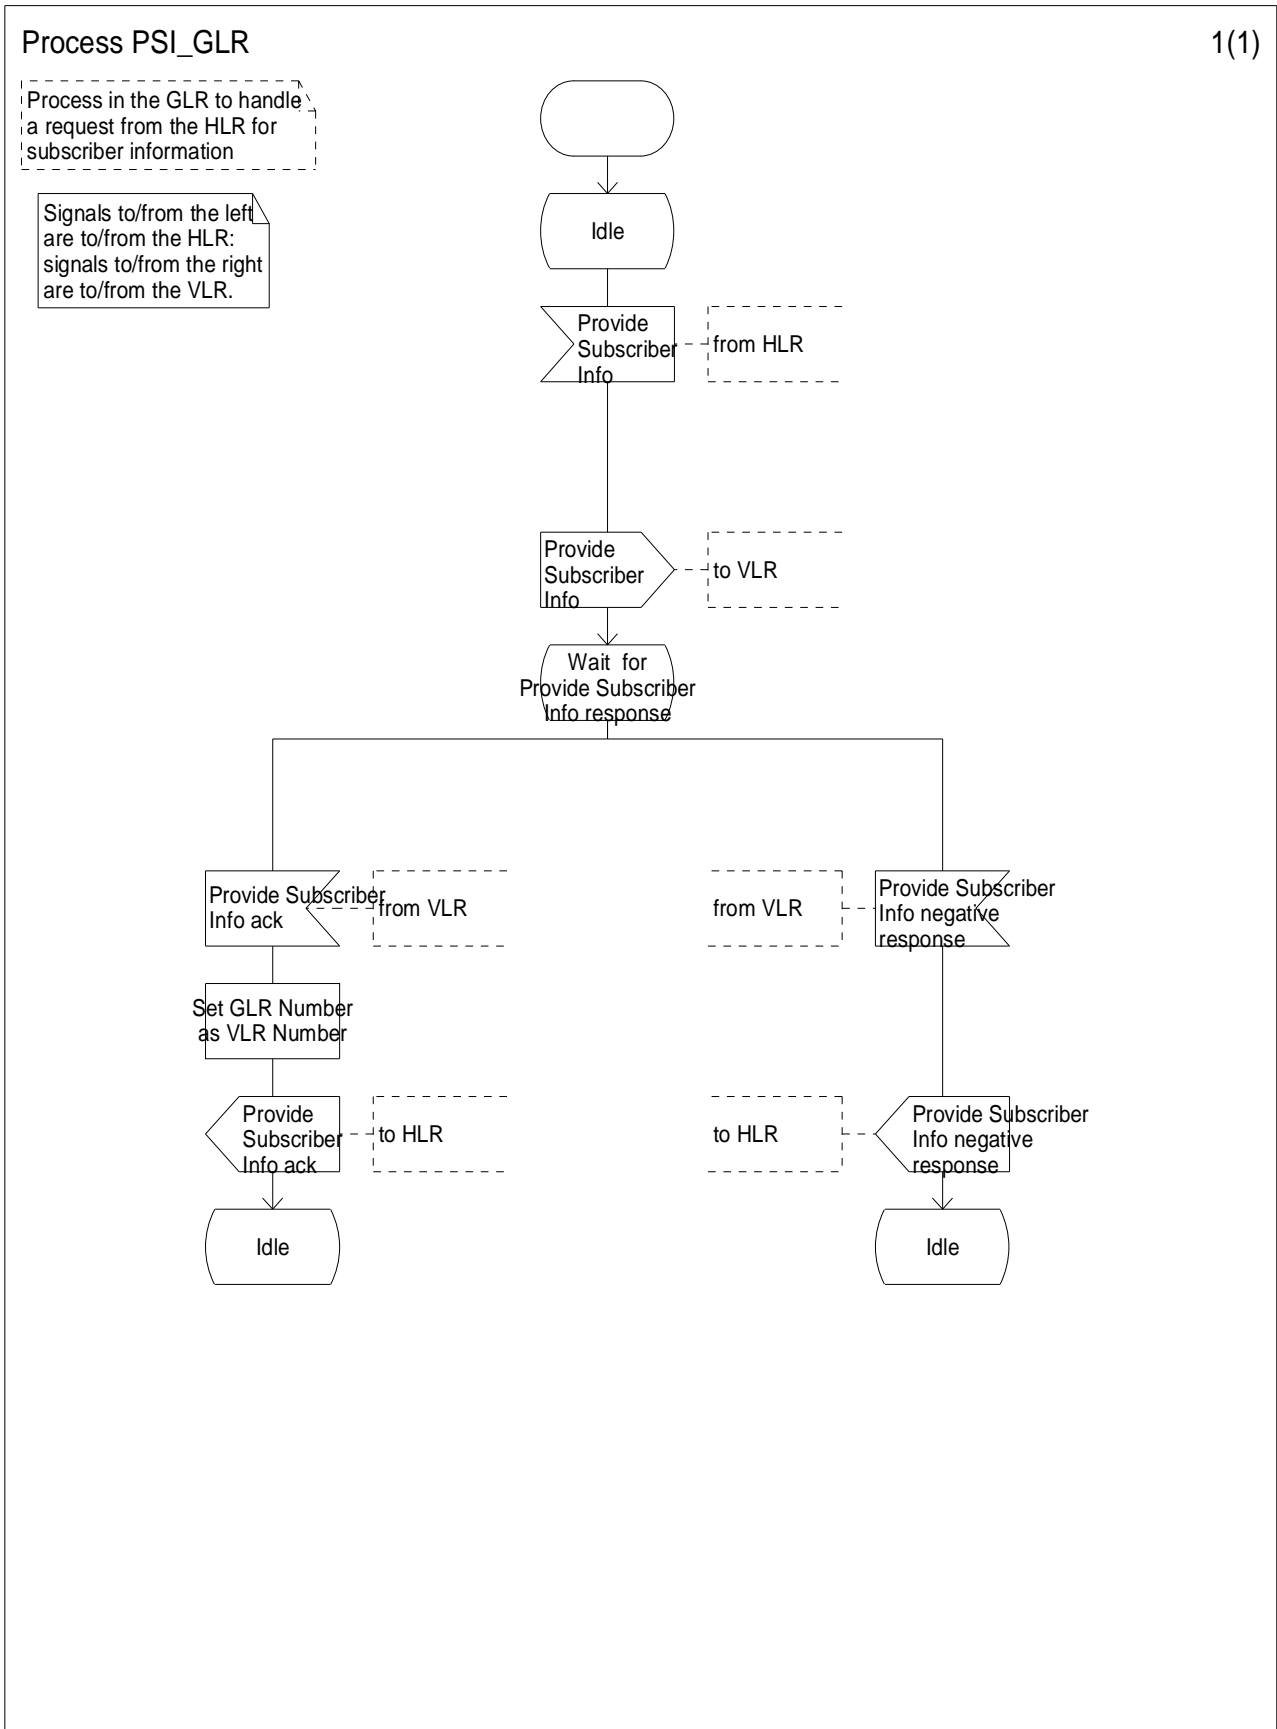 Process PSI_GLR
1(1)
Process in the GLR to handle
a request from the HLR for
subscriber information
Signals to/from the left
are to/from the HLR:
signals to/from the right
are to/from the VLR.
Idle
Provide
Subscriber
Info
from HLR
Provide
Subscriber
Info
to VLR
Wait for
Provide Subscriber
Info response
Provide Subscriber
Info ack
from VLR
from VLR
Provide Subscriber
Info negative
response
Set GLR Number
as VLR Number
Provide
Subscriber
Info ack
to HLR
to HLR
Provide Subscriber
Info negative
response
Idle
Idle